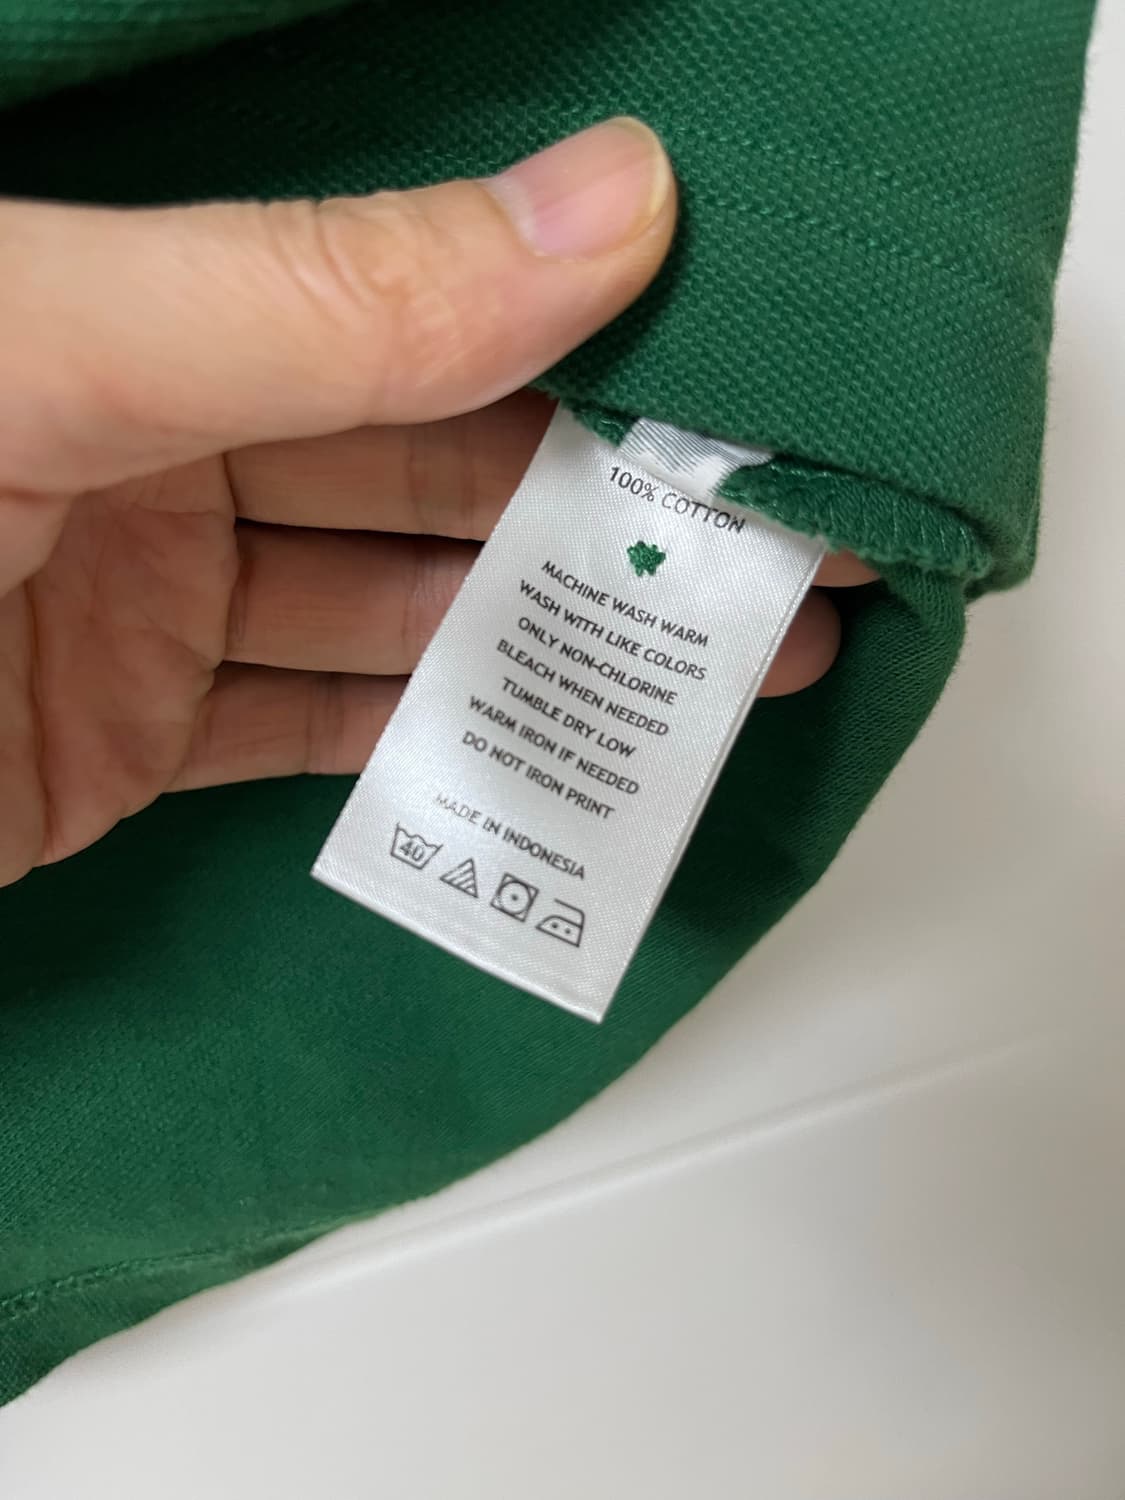 100% COTTON
MACHINE WASH WARM
WASH WITH LIKE COLORS
ONLY NON-CHLORINE
BLEACH WHEN NEEDED
TUMBLE DRY LOW
WARM IRON IF NEEDED
DO NOT IRON PRINT
MADE IN INDONESIA
40